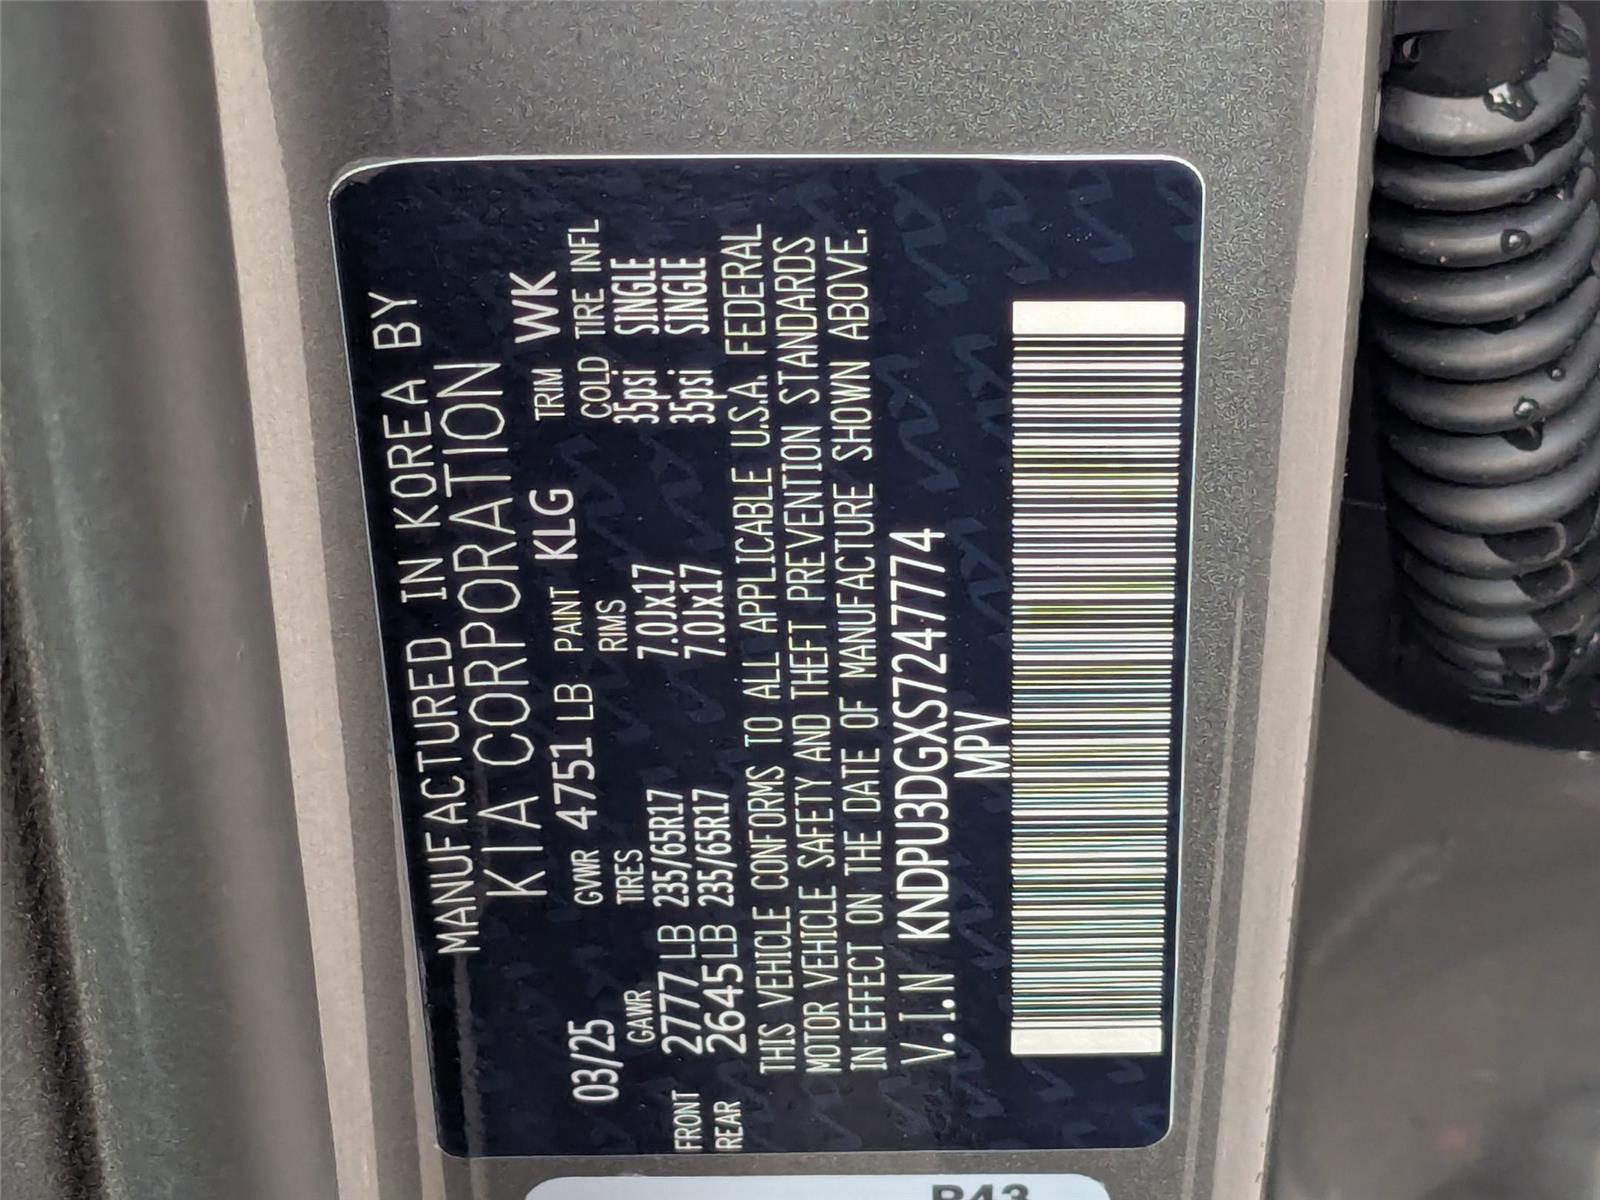 MANUFACTURED IN KOREA BY
KIA CORPORATION
03/25 GVWR 4751 LB PAINT KLG TRIM WK
GAWR TIRES RIMS COLD TIRE INFL
FRONT 2777 LB 235/65R17 7.0Jx17 35psi SINGLE
REAR 2645LB 235/65R17 7.0Jx17 35psi SINGLE
THIS VEHICLE CONFORMS TO ALL APPLICABLE U.S.A. FEDERAL
MOTOR VEHICLE SAFETY AND THEFT PREVENTION STANDARDS
IN EFFECT ON THE DATE OF MANUFACTURE SHOWN ABOVE.
V.I.N KNDPU3DGXS7247774
MPV